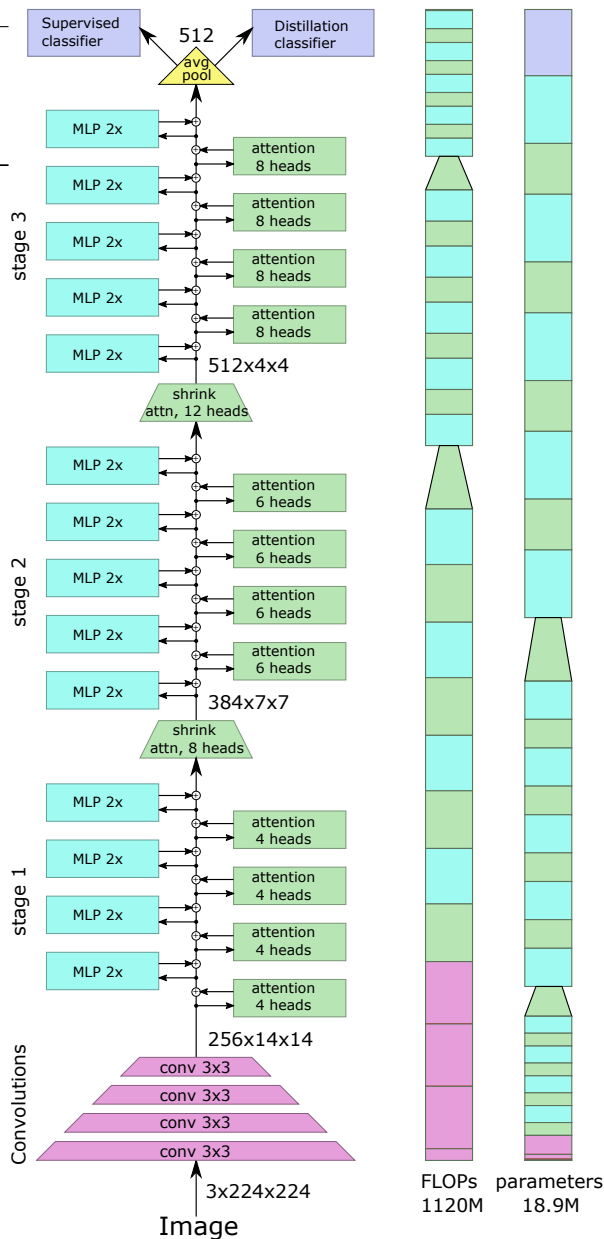 Supervised
classifier
512
Distillation
classifier
avg
pool
MLP 2x
attention
8 heads
MLP 2x
attention
8 heads
MLP 2x
attention
8 heads
MLP 2x
attention
8 heads
MLP 2x
stage 3
512x4x4
shrink
attn, 12 heads
MLP 2x
attention
6 heads
MLP 2x
attention
6 heads
MLP 2x
attention
6 heads
MLP 2x
attention
6 heads
MLP 2x
stage 2
384x7x7
shrink
attn, 8 heads
MLP 2x
attention
4 heads
MLP 2x
attention
4 heads
MLP 2x
attention
4 heads
MLP 2x
attention
4 heads
stage 1
256x14x14
conv 3x3
conv 3x3
conv 3x3
conv 3x3
Convolutions
3x224x224
Image
FLOPs
1120M
parameters
18.9M